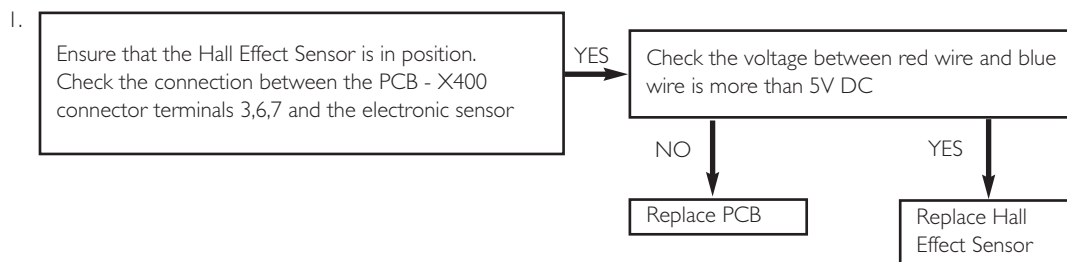 1.
Ensure that the Hall Effect Sensor is in position.
Check the connection between the PCB - X400
connector terminals 3,6,7 and the electronic sensor
YES
Check the voltage between red wire and blue
wire is more than 5V DC
NO
YES
Replace PCB
Replace Hall
Effect Sensor